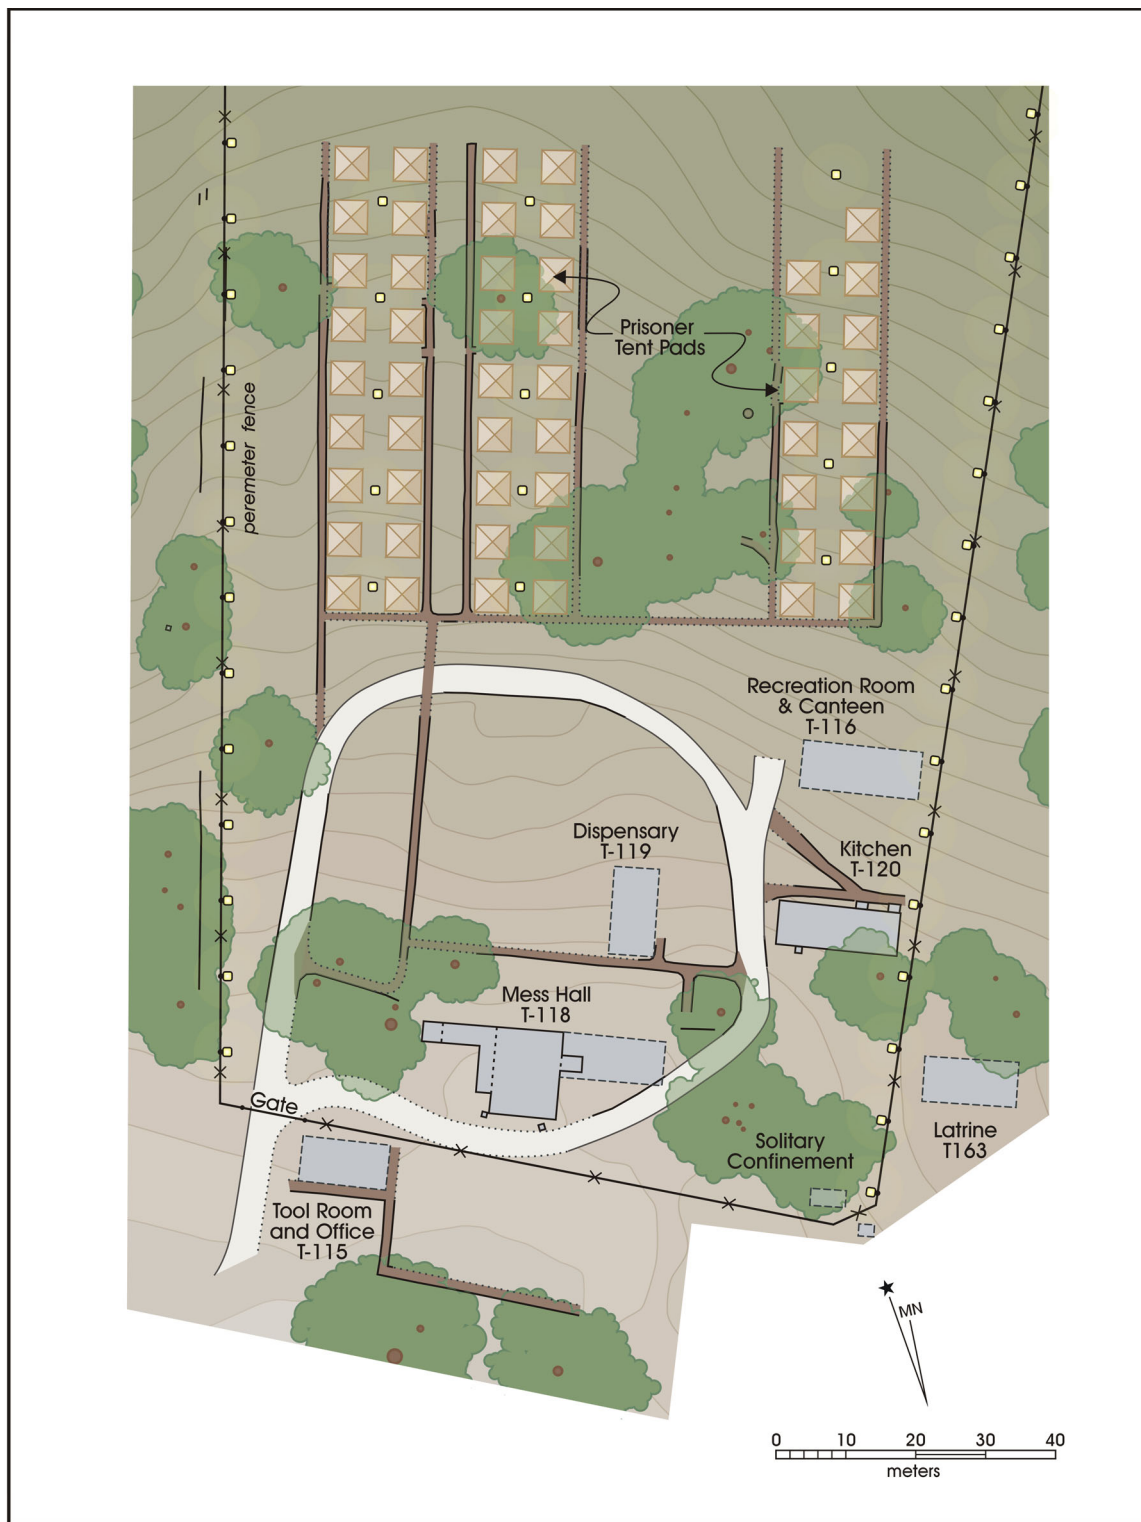 Prisoner
Tent Pads
peremeter fence
Recreation Room
& Canteen
T-116
Dispensary
T-119
Kitchen
T-120
Mess Hall
T-118
Gate
Solitary
Confinement
Latrine
T163
Tool Room
and Office
T-115
MN
0 10 20 30 40
meters